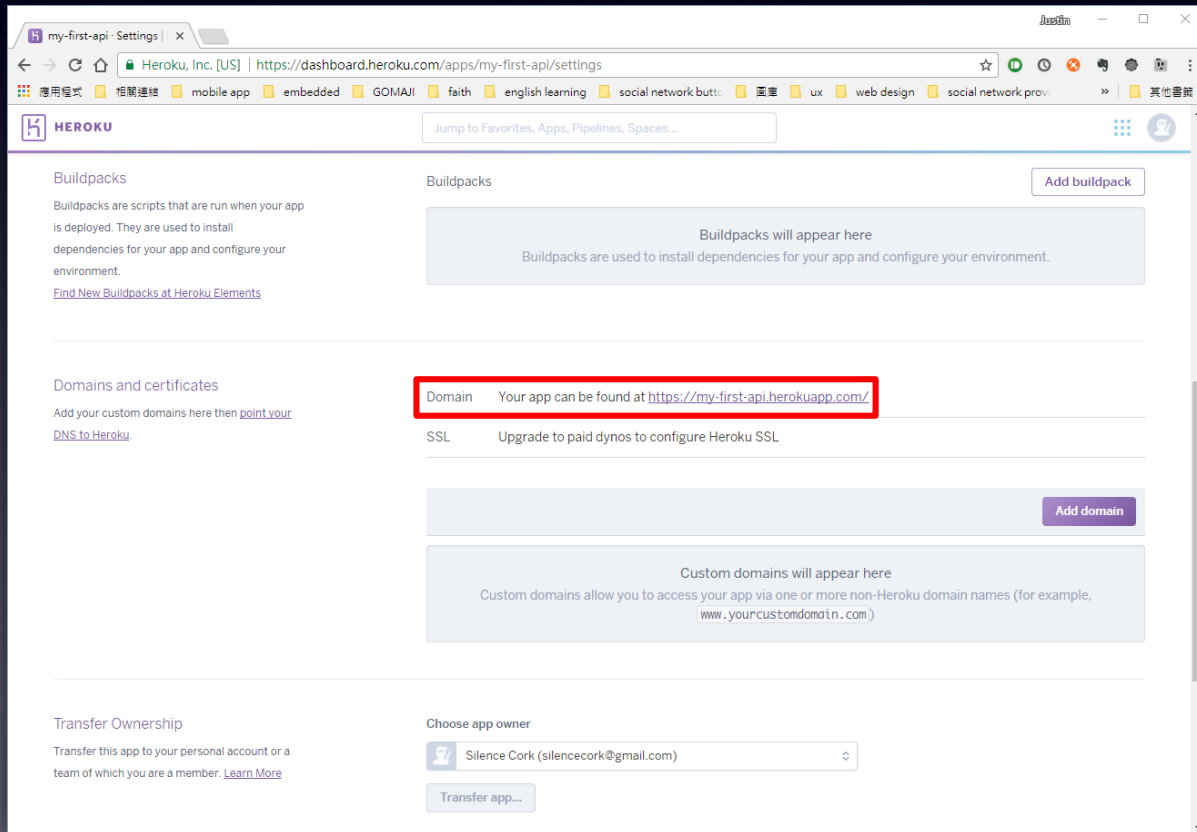 Justin
my-first-api · Settings |
Heroku, Inc. [US] | https://dashboard.heroku.com/apps/my-first-api/settings
應用程式 相關連結 mobile app embedded GOMAJI faith english learning social network butto 圖庫 ux web design social network prov » 其他書籤
HEROKU
Jump to Favorites, Apps, Pipelines, Spaces...
Buildpacks
Buildpacks are scripts that are run when your app
is deployed. They are used to install
dependencies for your app and configure your
environment.
Find New Buildpacks at Heroku Elements
Buildpacks
Add buildpack
Buildpacks will appear here
Buildpacks are used to install dependencies for your app and configure your environment.
Domains and certificates
Add your custom domains here then point your
DNS to Heroku.
Domain Your app can be found at https://my-first-api.herokuapp.com/
SSL Upgrade to paid dynos to configure Heroku SSL
Add domain
Custom domains will appear here
Custom domains allow you to access your app via one or more non-Heroku domain names (for example,
www.yourcustomdomain.com)
Transfer Ownership
Transfer this app to your personal account or a
team of which you are a member. Learn More
Choose app owner
Silence Cork (silencecork@gmail.com)
Transfer app...